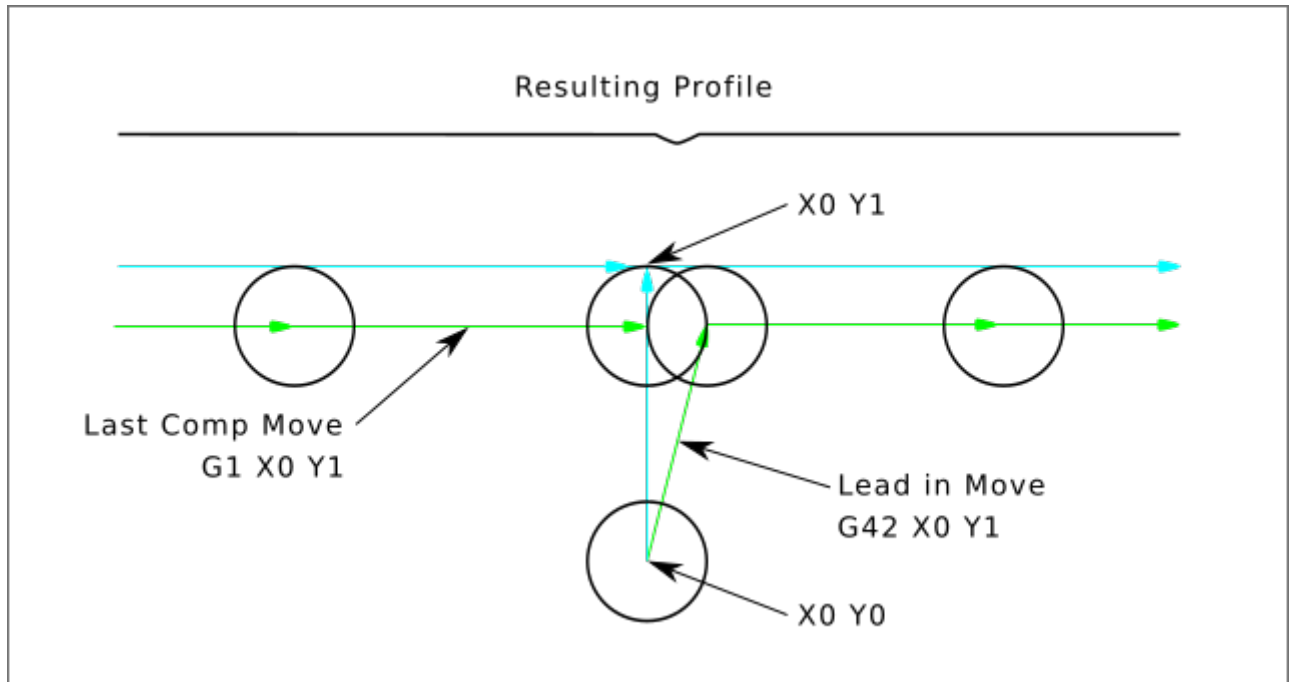 Resulting Profile
X0 Y1
Last Comp Move
G1 X0 Y1
Lead in Move
G42 X0 Y1
X0 Y0